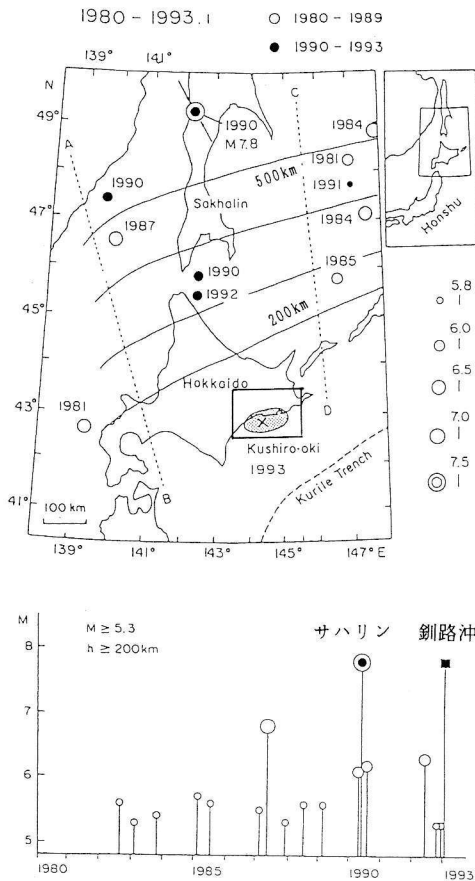 1980 - 1993.1
○ 1980 - 1989
● 1990 - 1993
139° 141°
N
49°
47°
45°
43°
41°
A
C
1990
M7.8
1984
1981
1991
1984
1990
1987
500km
Sakhalin
1990
1992
1985
200km
Hokkaido
1981
Kushiro-oki
1993
D
B
Kurile Trench
100 km
139° 141° 143° 145° 147° E
Honshu
5.8
6.0
6.5
7.0
7.5
M
M ≥ 5.3
h ≥ 200km
サハリン 釧路沖
8
7
6
5
1980 1985 1990 1993